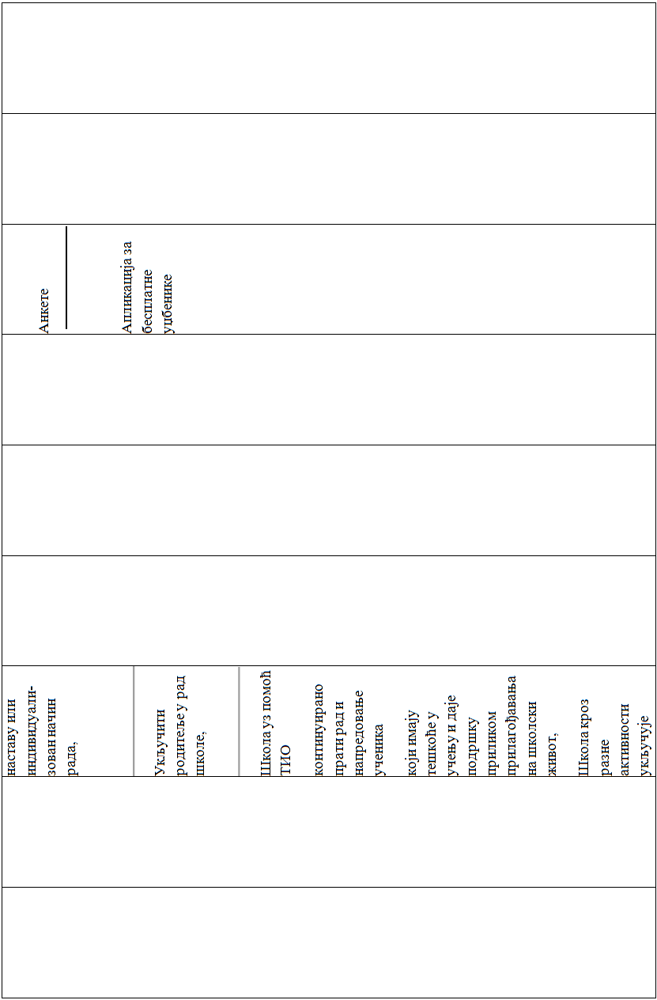 наставу или
индивидуали-
зован начин
рада,
Укључити
родитеље у рад
школе,
Школа уз помоћ
ТИО
континуирано
прати рад и
напредовање
ученика
који имају
тешкоће у
учењу и даје
подршку
приликом
прилагођавања
на школски
живот,
Школа кроз
разне
активности
укључује
Анкете
Апликација за
бесплатне
уџбенике